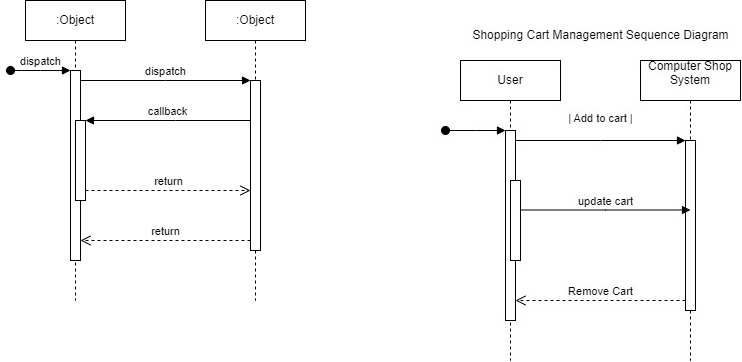 :Object
:Object
dispatch
dispatch
callback
return
return
Shopping Cart Management Sequence Diagram
User
Computer Shop
System
| Add to cart |
update cart
Remove Cart